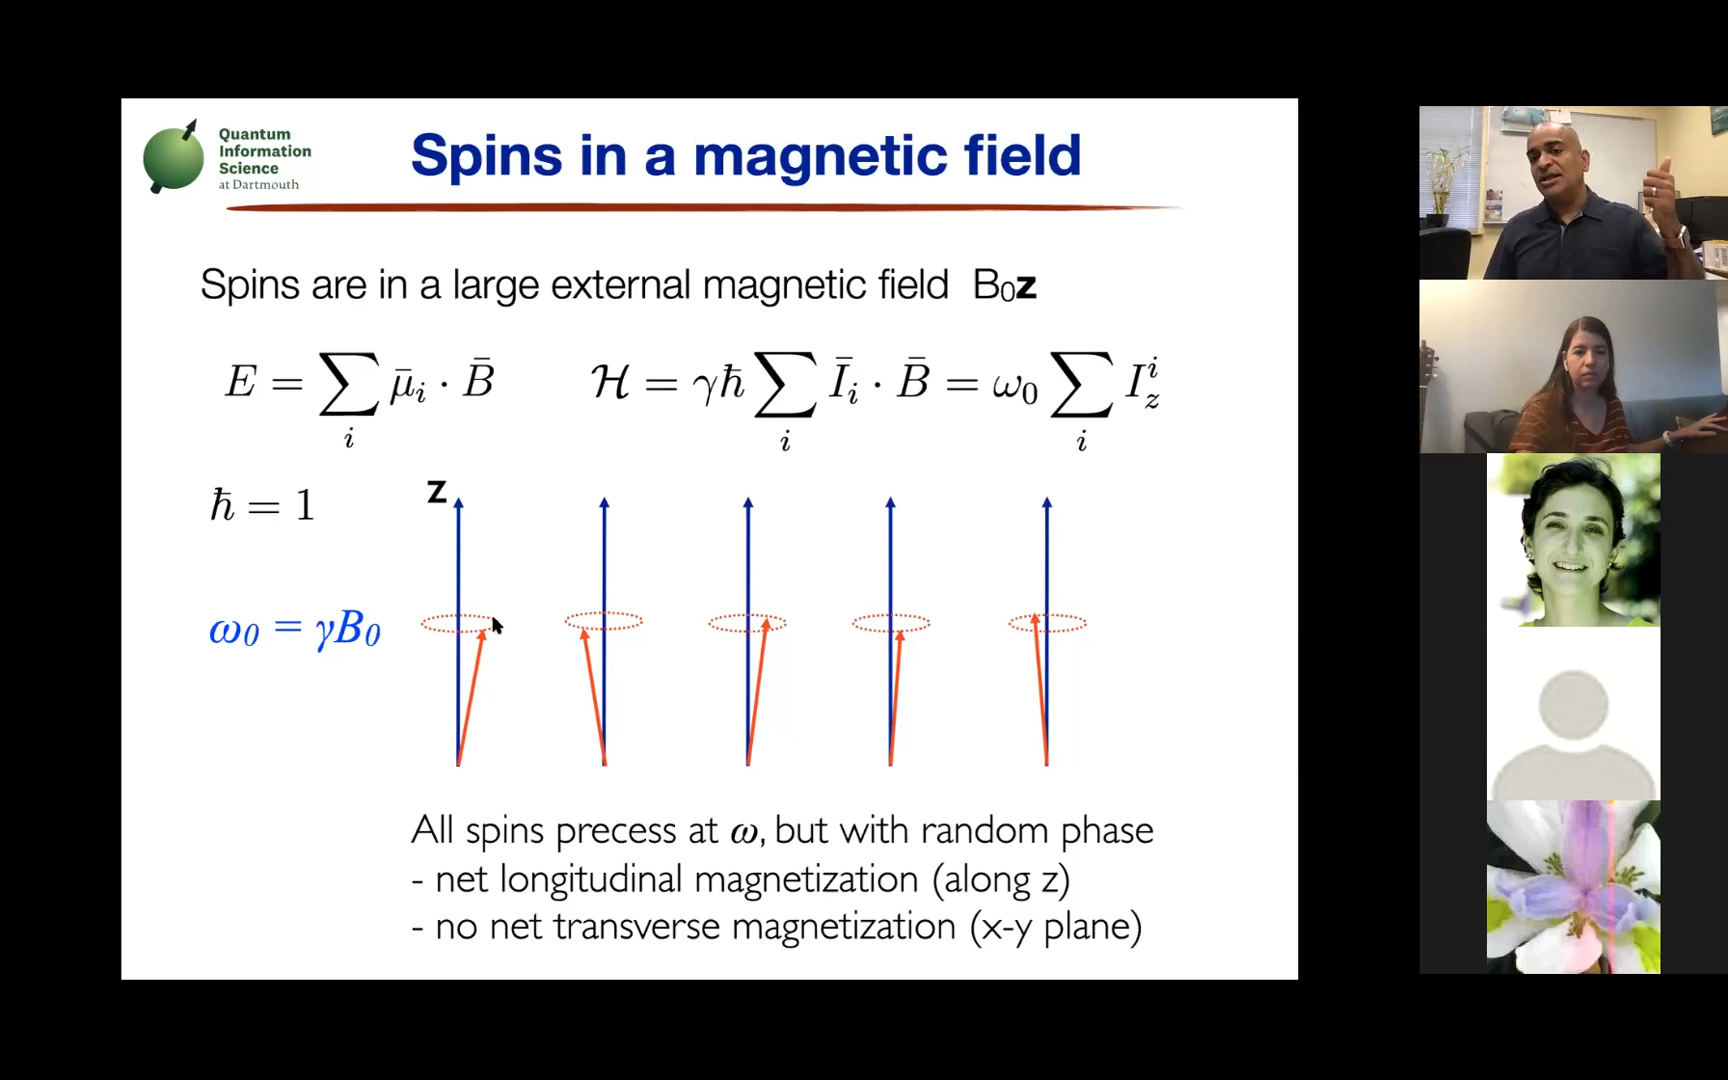 Quantum
Information
Science
at Dartmouth
Spins in a magnetic field
Spins are in a large external magnetic field B₀z
E = ∑ᵢ μ̄ᵢ · B̄
ℋ = γħ ∑ᵢ Īᵢ · B̄ = ω₀ ∑ᵢ I_z^i
ħ = 1
z
ω₀ = γB₀
All spins precess at ω, but with random phase
- net longitudinal magnetization (along z)
- no net transverse magnetization (x-y plane)